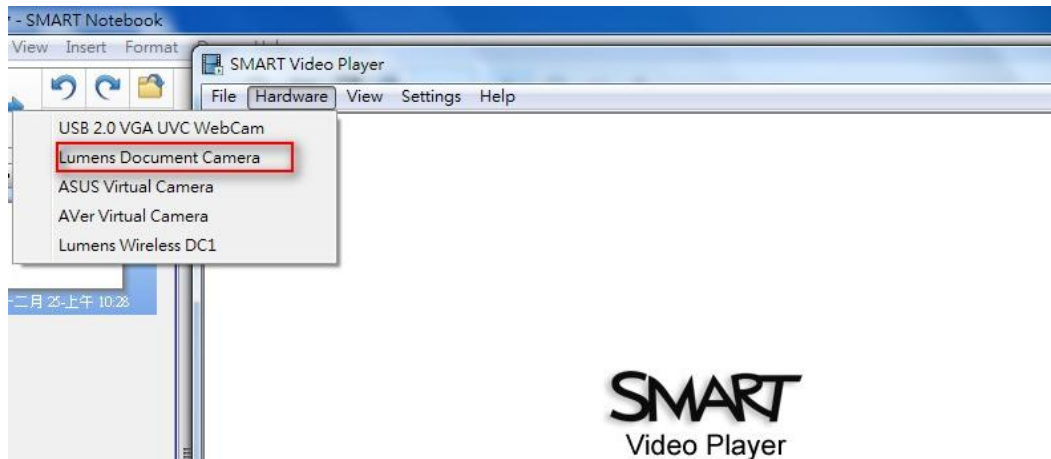 - SMART Notebook
View Insert Format
SMART Video Player
File Hardware View Settings Help
USB 2.0 VGA UVC WebCam
Lumens Document Camera
ASUS Virtual Camera
AVer Virtual Camera
Lumens Wireless DC1
二月 25-上午 10:28
SMART
Video Player